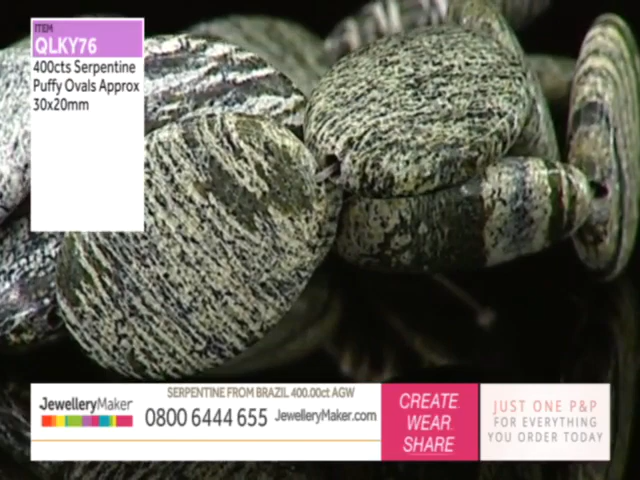 ITEM
QLKY76
400cts Serpentine
Puffy Ovals Approx
30x20mm
JewelleryMaker
SERPENTINE FROM BRAZIL 400.00ct AGW
0800 6444 655 JewelleryMaker.com
CREATE
WEAR
SHARE
JUST ONE P&P
FOR EVERYTHING
YOU ORDER TODAY